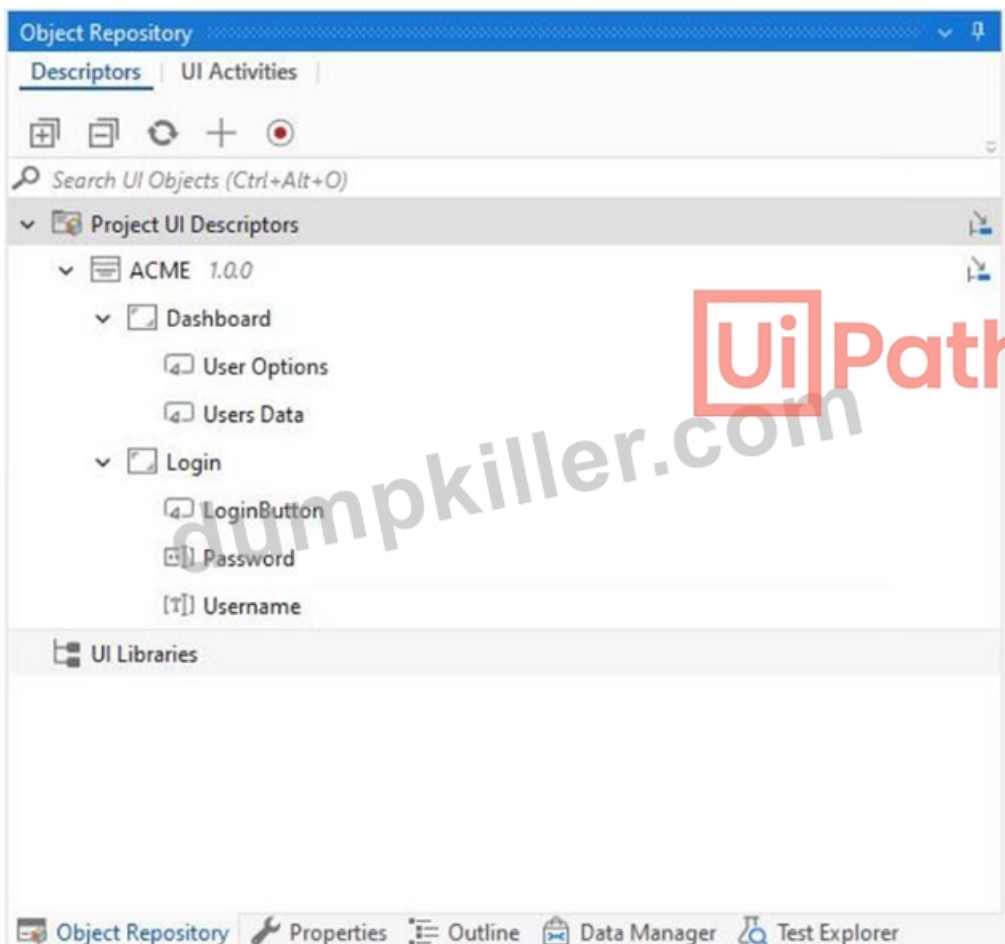 Object Repository
Descriptors UI Activities
Search UI Objects (Ctrl+Alt+O)
Project UI Descriptors
ACME 1.0.0
Dashboard
User Options
Users Data
Login
LoginButton
Password
Username
UI Libraries
UiPath
dumpkiller.com
Object Repository Properties Outline Data Manager Test Explorer